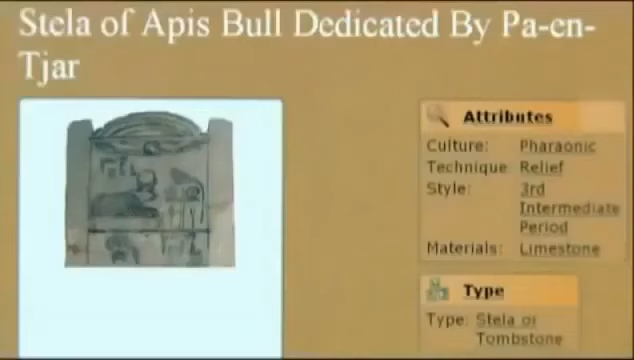 Stela of Apis Bull Dedicated By Pa-en-
Tjar
Attributes
Culture: Pharaonic
Technique Relief
Style: 3rd
Intermediate
Period
Materials: Limestone
Type
Type: Stela or
Tombstone